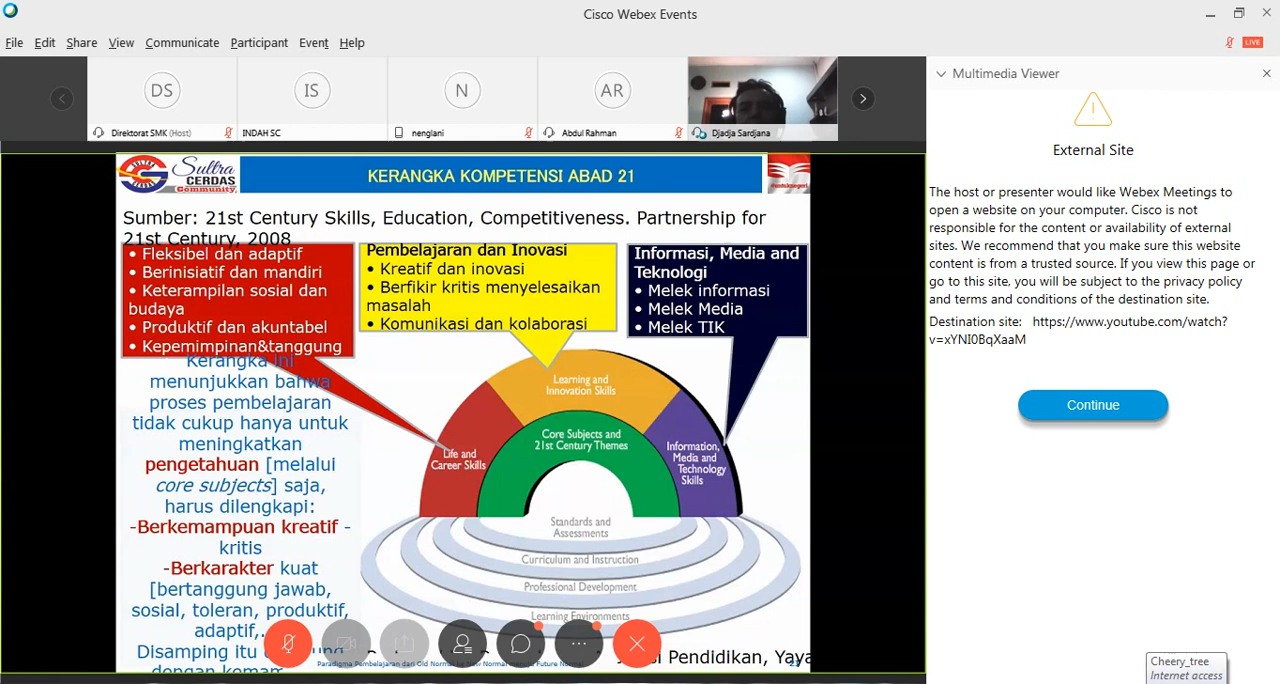 Cisco Webex Events
File Edit Share View Communicate Participant Event Help
LIVE
DS
IS
N
AR
Direktorat SMK (Host)
INDAH SC
nenglani
Abdul Rahman
Djadja Sardjana
Sultra
CERDAS
Community
KERANGKA KOMPETENSI ABAD 21
Sumber: 21st Century Skills, Education, Competitiveness. Partnership for
21st Century, 2008
• Fleksibel dan adaptif
• Berinisiatif dan mandiri
• Keterampilan sosial dan
budaya
• Produktif dan akuntabel
• Kepemimpinan&tanggung
Pembelajaran dan Inovasi
• Kreatif dan inovasi
• Berfikir kritis menyelesaikan
masalah
• Komunikasi dan kolaborasi
Informasi, Media and
Teknologi
• Melek informasi
• Melek Media
• Melek TIK
Kerangka ini
menunjukkan bahwa
proses pembelajaran
tidak cukup hanya untuk
meningkatkan
pengetahuan [melalui
core subjects] saja,
harus dilengkapi:
-Berkemampuan kreatif -
kritis
-Berkarakter kuat
[bertanggung jawab,
sosial, toleran, produktif,
adaptif,.
Disamping itu
Learning and
Innovation Skills
Core Subjects and
21st Century Themes
Life and
Career Skills
Information,
Media and
Technology
Skills
Standards and
Assessments
Curriculum and Instruction
Professional Development
Learning Environments
Paradigma Pembelajaran dari Old Normal
Future Normal
Pendidikan, Yaya
Multimedia Viewer
External Site
The host or presenter would like Webex Meetings to
open a website on your computer. Cisco is not
responsible for the content or availability of external
sites. We recommend that you make sure this website
content is from a trusted source. If you view this page or
go to this site, you will be subject to the privacy policy
and terms and conditions of the destination site.
Destination site: https://www.youtube.com/watch?
v=xYNI0BqXaaM
Continue
Cheery_tree
Internet access